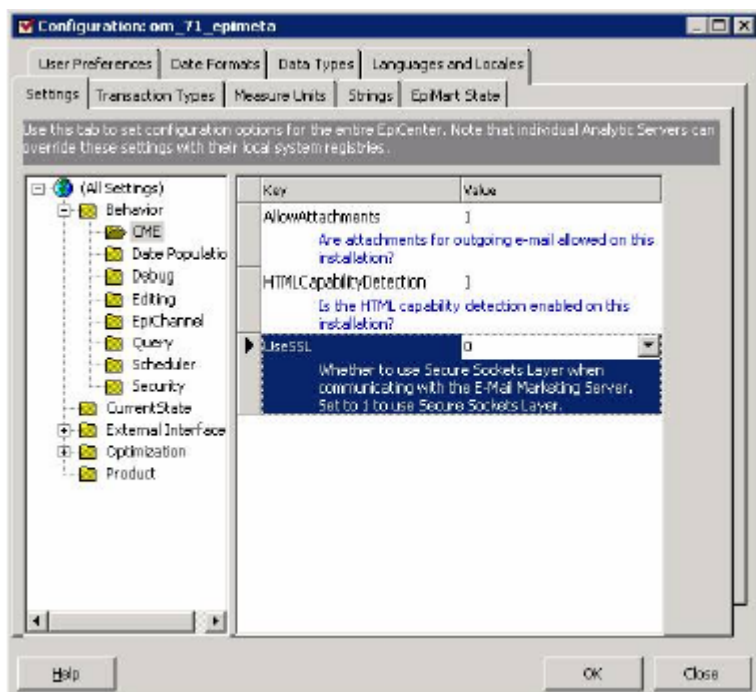 Configuration: om_71_epimeta
User Preferences
Date Formats
Data Types
Languages and Locales
Settings
Transaction Types
Measure Units
Strings
EpiMart State
Use this tab to set configuration options for the entire EpiCenter. Note that individual Analytic Servers can
override these settings with their local system registries.
(All Settings)
Behavior
CME
Date Populatio
Debug
Editing
EpiChannel
Query
Scheduler
Security
CurrentState
External Interface
Optimization
Product
Key Value
AllowAttachments 1
Are attachments for outgoing e-mail allowed on this
installation?
HTMLCapabilityDetection 1
Is the HTML capability detection enabled on this
installation?
UseSSL 0
Whether to use Secure Sockets Layer when
communicating with the E-Mail Marketing Server.
Set to 1 to use Secure Sockets Layer.
Help
OK
Close